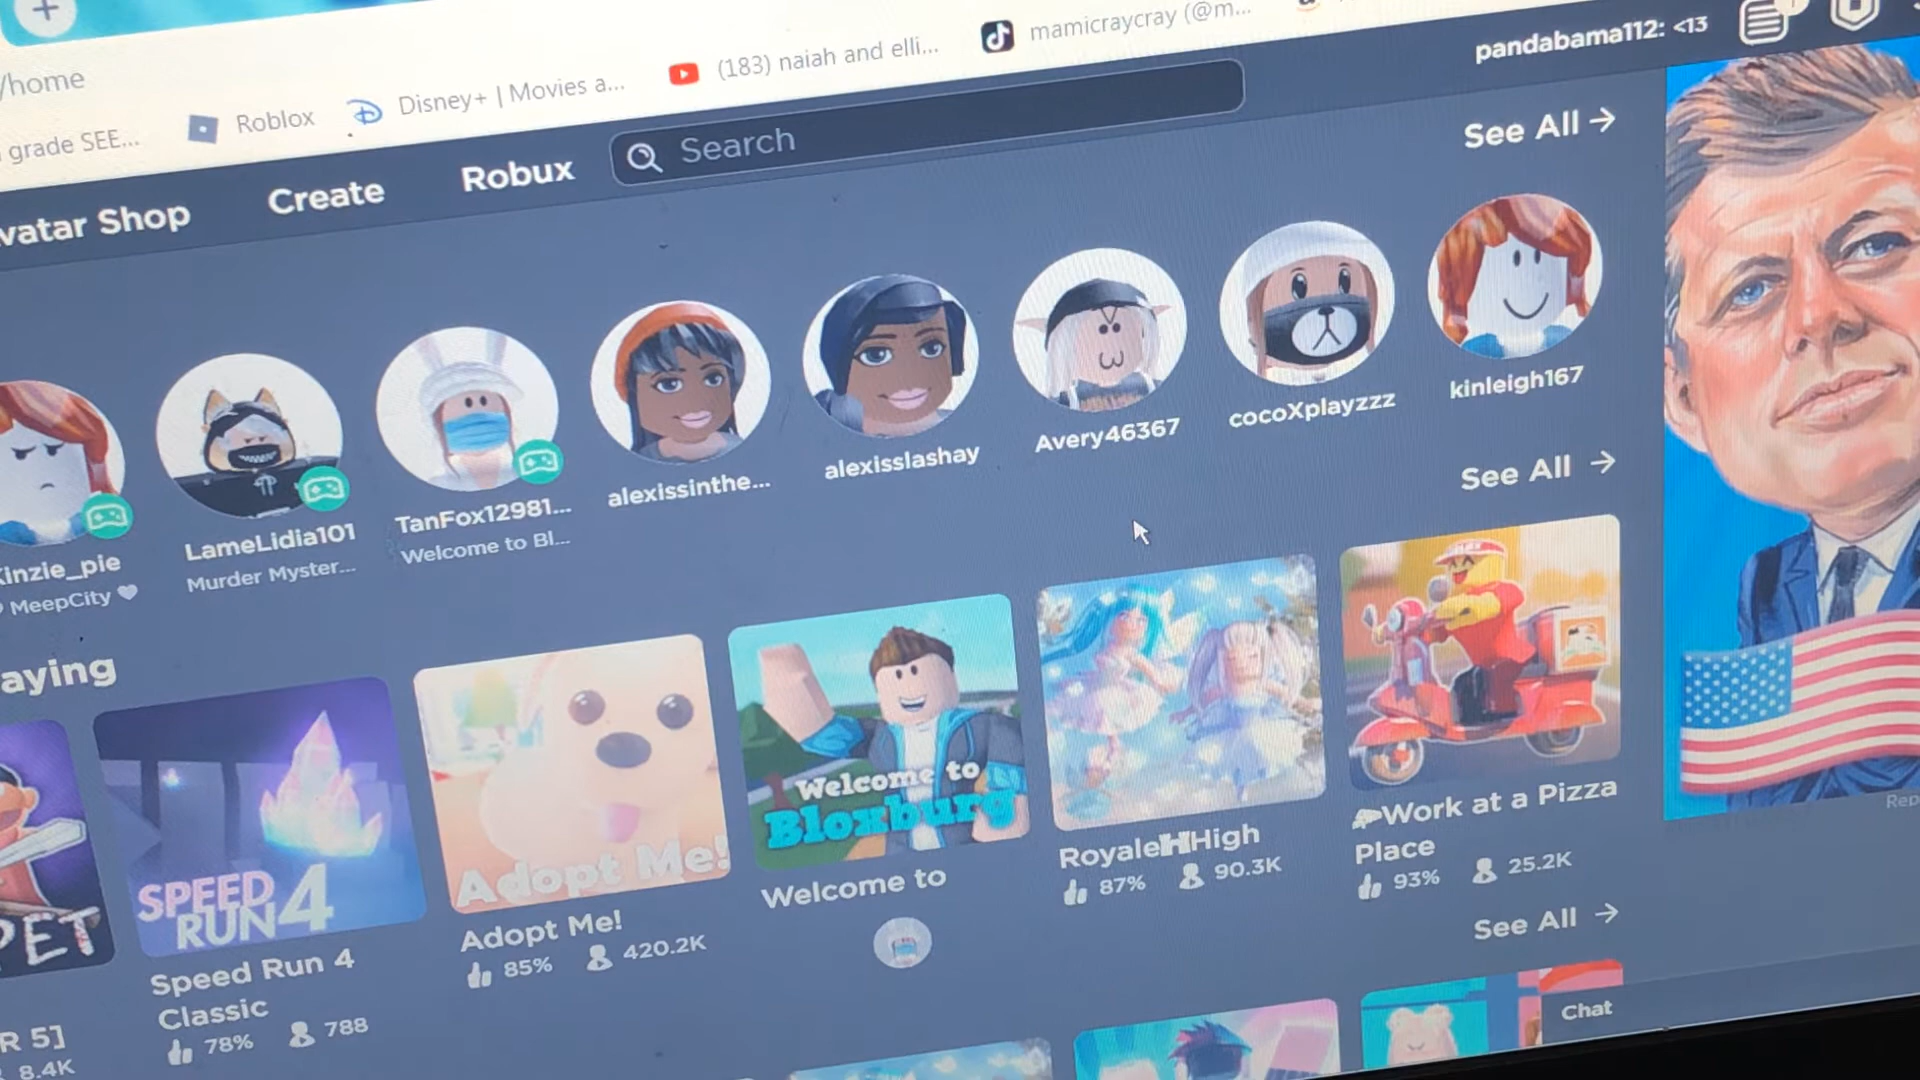 /home
grade SEE...
Roblox
Disney+ | Movies a...
(183) naiah and elli...
mamicraycray (@m...
vatar Shop
Create
Robux
Search
pandabama112: <13
See All →
Kinzie_pie
MeepCity
LameLidia101
Murder Myster...
TanFox12981...
Welcome to Bl...
alexissinthe...
alexisslashay
Avery46367
cocoXplayzzz
kinleigh167
See All →
aying
PET
R 5]
8.4K
SPEED
RUN 4
Speed Run 4
Classic
78%
788
Adopt Me!
Adopt Me!
85%
420.2K
Welcome to
Bloxburg
Welcome to
Royale High
87%
90.3K
Work at a Pizza
Place
93%
25.2K
See All →
Rep
Chat